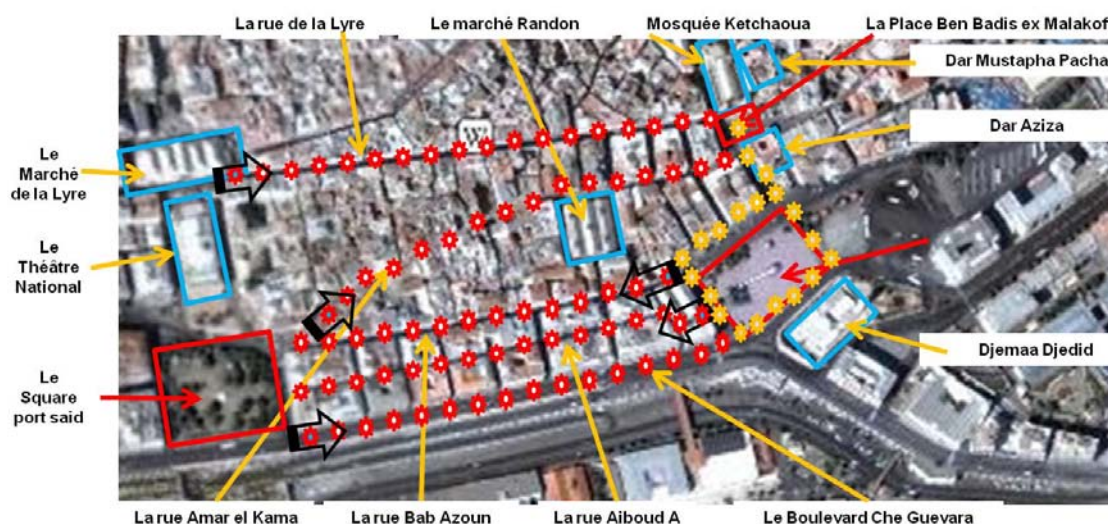 La rue de la Lyre
Le marché Randon
Mosquée Ketchaoua
La Place Ben Badis ex Malakof
Dar Mustapha Pacha
Dar Aziza
Le
Marché
de la Lyre
Le
Théâtre
National
Le
Square
port said
Djemaa Djedid
La rue Amar el Kama
La rue Bab Azoun
La rue Aiboud A
Le Boulevard Che Guevara